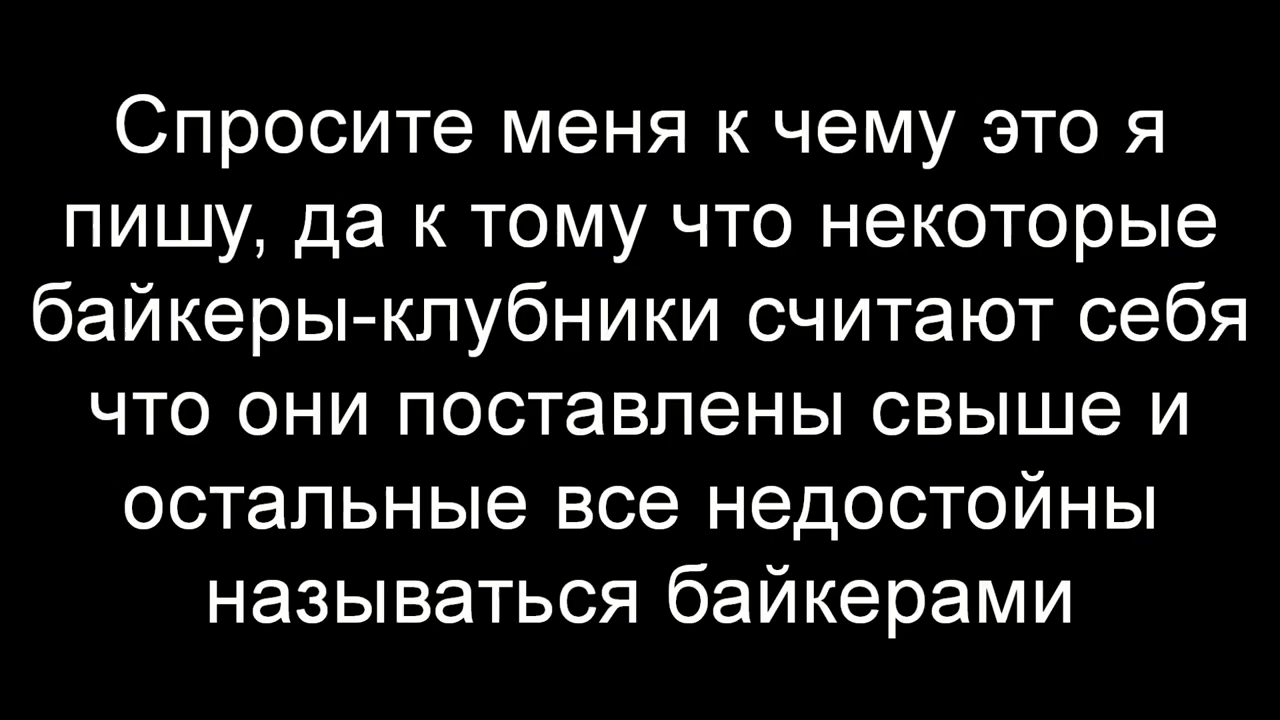 Спросите меня к чему это я
пишу, да к тому что некоторые
байкеры-клубники считают себя
что они поставлены свыше и
остальные все недостойны
называться байкерами